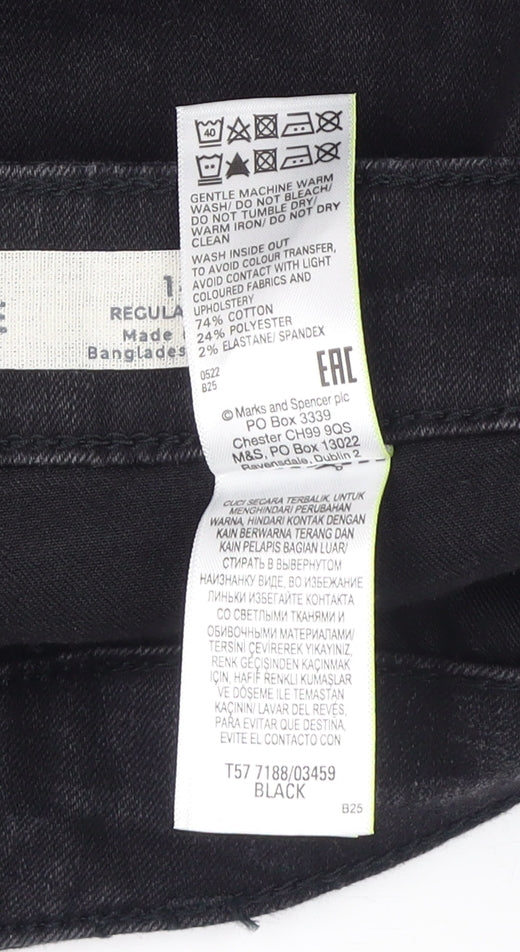 40
GENTLE MACHINE WARM
WASH/ DO NOT BLEACH/
DO NOT TUMBLE DRY/
WARM IRON/ DO NOT DRY
CLEAN
WASH INSIDE OUT
TO AVOID COLOUR TRANSFER,
AVOID CONTACT WITH LIGHT
COLOURED FABRICS AND
UPHOLSTERY
74% COTTON
24% POLYESTER
2% ELASTANE/ SPANDEX
0522
B25
EAC
© Marks and Spencer plc
PO Box 3339
Chester CH99 9QS
M&S, PO Box 13022
Ravensdale, Dublin 2
REGULA
Made
Banglades
CUCI SECARA TERBALIK, UNTUK
MENGHINDARI PERUBAHAN
WARNA, HINDARI KONTAK DENGAN
KAIN BERWARNA TERANG DAN
KAIN PELAPIS BAGIAN LUAR/
СТИРАТЬ В ВЫВЕРНУТОМ
НАИЗНАНКУ ВИДЕ, ВО ИЗБЕЖАНИЕ
ЛИНЬКИ ИЗБЕГАЙТЕ КОНТАКТА
СО СВЕТЛЫМИ ТКАНЯМИ И
ОБИВОЧНЫМИ МАТЕРИАЛАМИ/
TERSİNİ ÇEVİREREK YIKAYINIZ,
RENK GEÇİŞİNDEN KAÇINMAK
İÇİN, HAFİF RENKLİ KUMAŞLAR
VE DÖSEME ILE TEMASTAN
KAÇININ/ LAVAR DEL REVÉS,
PARA EVITAR QUE DESTIÑA,
EVITE EL CONTACTO CON
T57 7188/03459
BLACK
B25